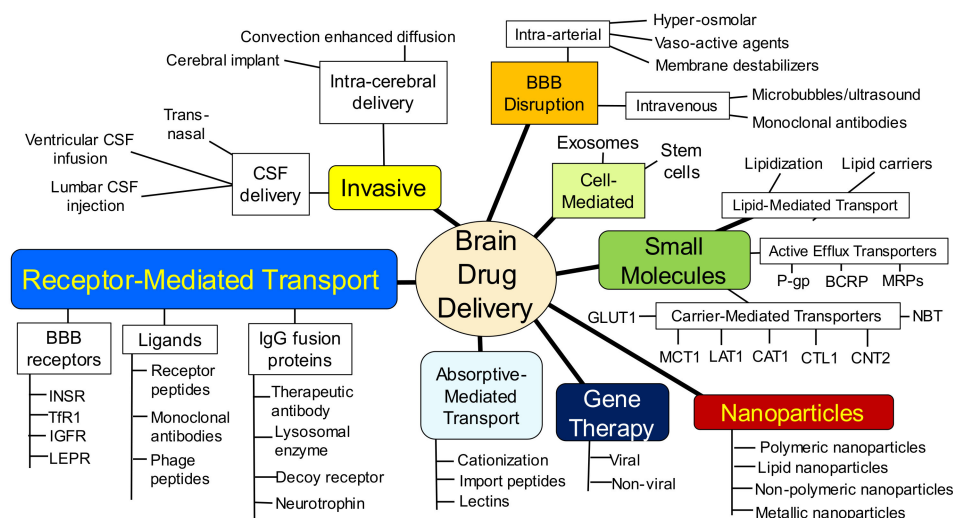 Convection enhanced diffusion
Cerebral implant
Intra-cerebral
delivery
Trans-
nasal
Ventricular CSF
infusion
Lumbar CSF
injection
CSF
delivery
Invasive
Intra-arterial
Hyper-osmolar
Vaso-active agents
Membrane destabilizers
BBB
Disruption
Intravenous
Microbubbles/ultrasound
Monoclonal antibodies
Exosomes
Stem
cells
Cell-
Mediated
Lipidization
Lipid carriers
Lipid-Mediated Transport
Brain
Drug
Delivery
Small
Molecules
Active Efflux Transporters
P-gp
BCRP
MRPs
GLUT1
Carrier-Mediated Transporters
NBT
MCT1
LAT1
CAT1
CTL1
CNT2
Receptor-Mediated Transport
BBB
receptors
INSR
TfR1
IGFR
LEPR
Ligands
Receptor
peptides
Monoclonal
antibodies
Phage
peptides
IgG fusion
proteins
Therapeutic
antibody
Lysosomal
enzyme
Decoy receptor
Neurotrophin
Absorptive-
Mediated
Transport
Cationization
Import peptides
Lectins
Gene
Therapy
Viral
Non-viral
Nanoparticles
Polymeric nanoparticles
Lipid nanoparticles
Non-polymeric nanoparticles
Metallic nanoparticles